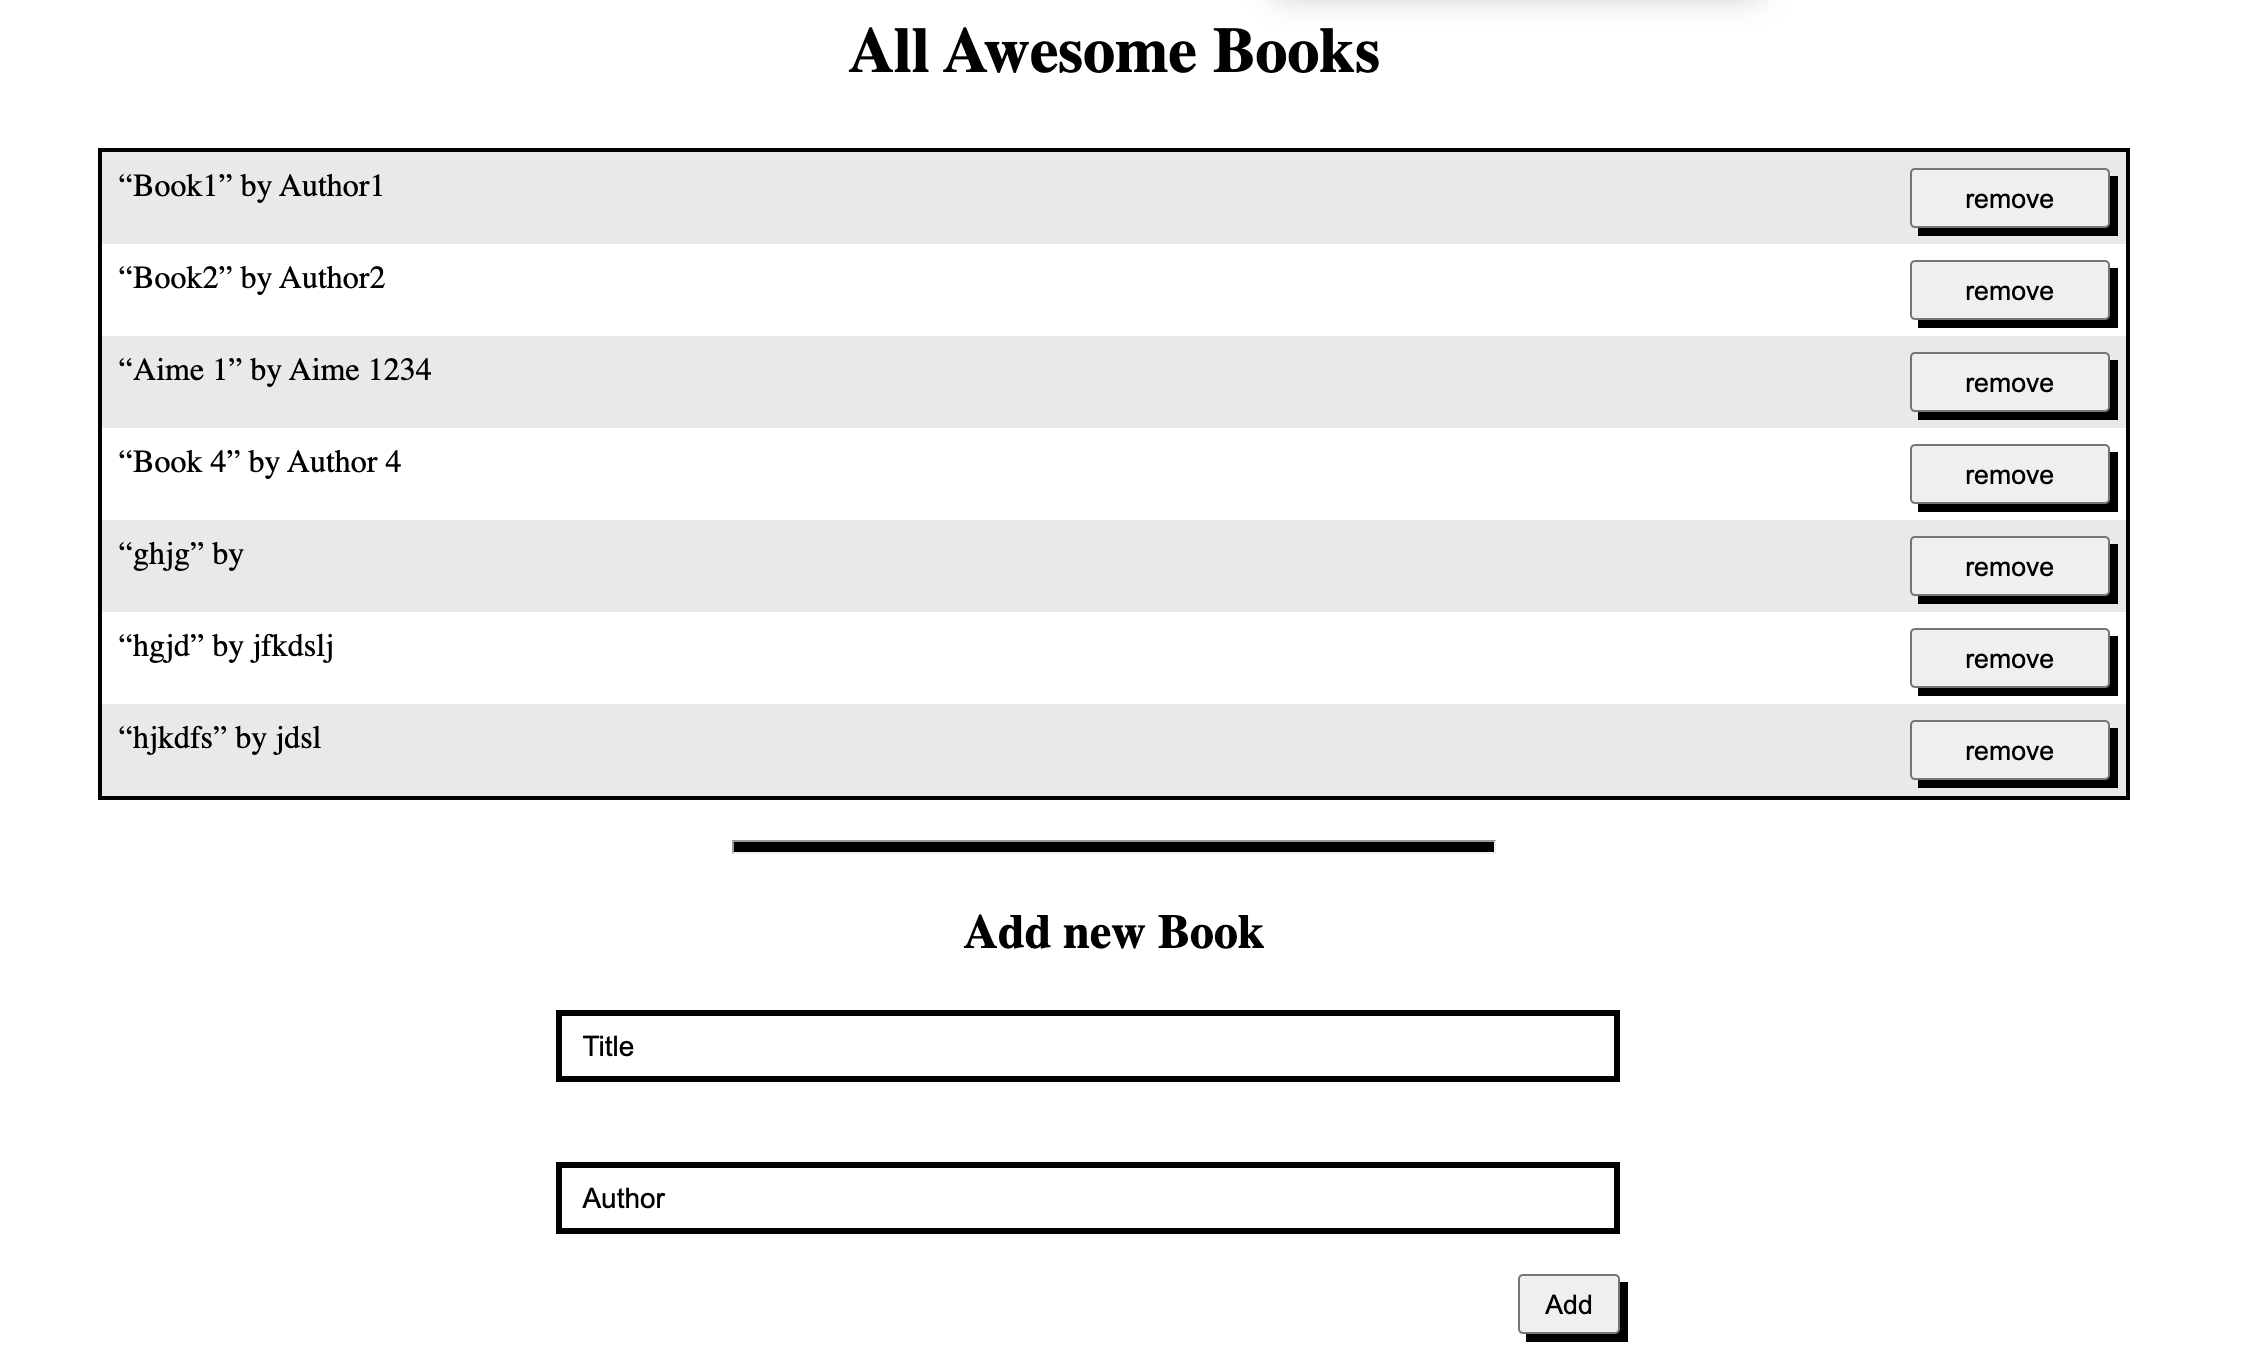 All Awesome Books
“Book1” by Author1 remove
“Book2” by Author2 remove
“Aime 1” by Aime 1234 remove
“Book 4” by Author 4 remove
“ghjg” by remove
“hgjd” by jfkdslj remove
“hjkdfs” by jdsl remove
Add new Book
Title
Author
Add